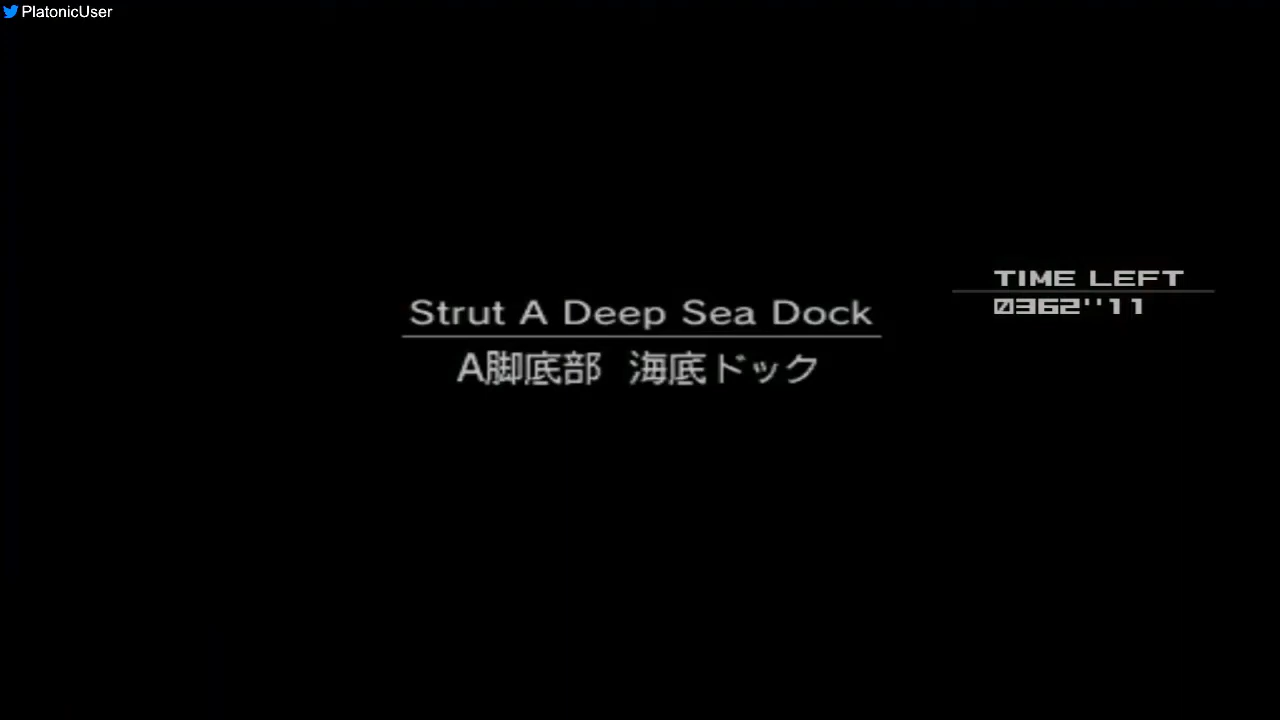 PlatonicUser
Strut A Deep Sea Dock
A脚底部 海底ドック
TIME LEFT
0362"11